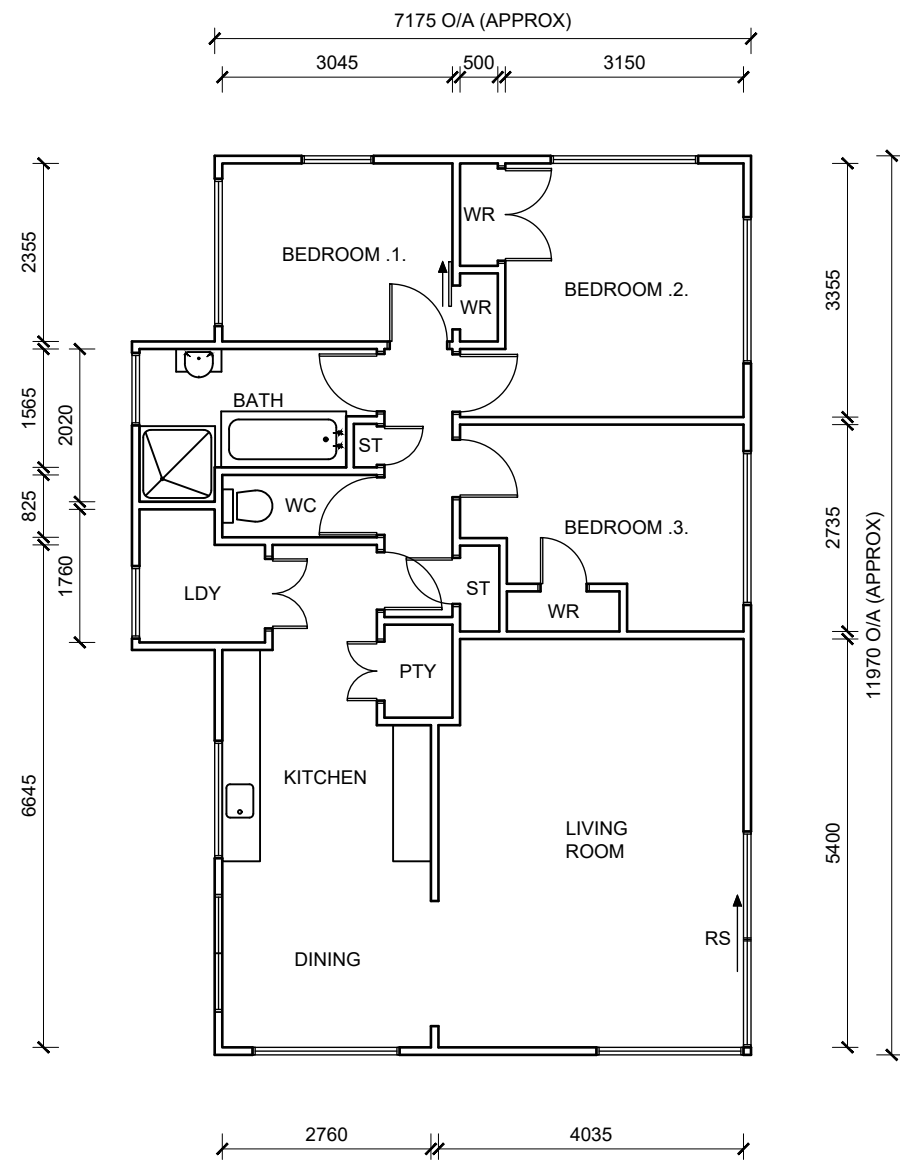 7175 O/A (APPROX)
3045
500
3150
2355
1565
2020
825
1760
6645
WR
BEDROOM .1.
BEDROOM .2.
WR
BATH
ST
WC
BEDROOM .3.
LDY
ST
WR
PTY
KITCHEN
LIVING
ROOM
RS
DINING
3355
2735
5400
11970 O/A (APPROX)
2760
4035